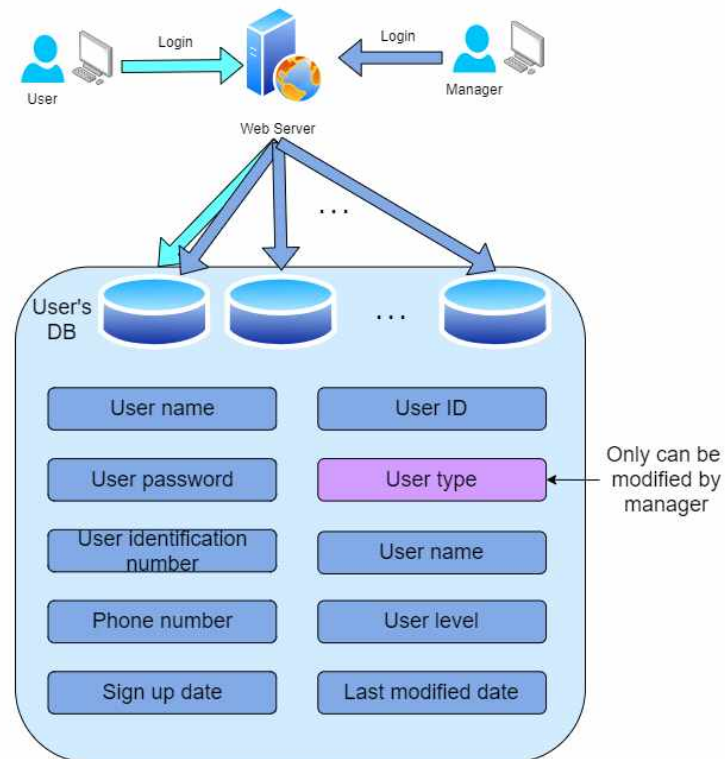 Login
Login
User
Manager
Web Server
. . .
User's
DB
. . .
User name
User ID
User password
User type
Only can be
modified by
manager
User identification
number
User name
Phone number
User level
Sign up date
Last modified date